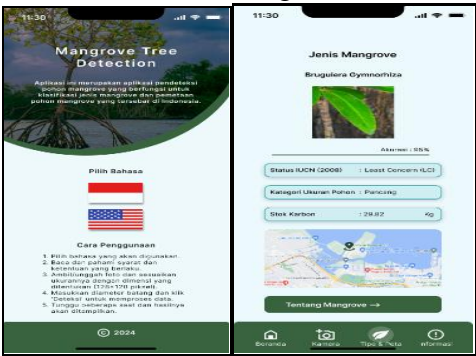 11:30
Mangrove Tree
Detection
Aplikasi ini merupakan aplikasi pendeteksi
pohon mangrove yang berfungsi untuk
klasifikasi jenis mangrove dan pemetaan
pohon mangrove yang tersebar di Indonesia.
Pilih Bahasa
Cara Penggunaan
1. Pilih bahasa yang akan digunakan.
2. Baca dan pahami syarat dan
ketentuan yang berlaku.
3. Ambil/unggah foto dan sesuaikan
ukurannya dengan dimensi yang
ditentukan (128x128 piksel).
4. Masukkan diameter batang dan klik
"Deteksi" untuk memproses data.
5. Tunggu beberapa saat dan hasilnya
akan ditampilkan.
© 2024
11:30
Jenis Mangrove
Bruguiera Gymnorhiza
Akurasi : 95%
Status IUCN (2008) : Least Concern (LC)
Kategori Ukuran Pohon : Pancang
Stok Karbon : 29.82 Kg
Tentang Mangrove →
Beranda
Kamera
Tips & Peta
Informasi